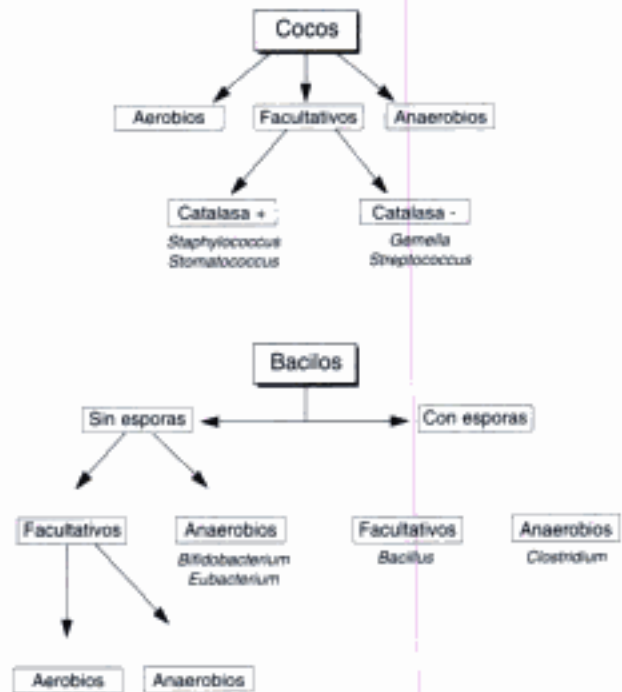 Cocos
Aerobios
Facultativos
Anaerobios
Catalasa +
Catalasa -
Staphylococcus
Stomatococcus
Gemella
Streptococcus
Bacilos
Sin esporas
Con esporas
Facultativos
Anaerobios
Facultativos
Anaerobios
Bifidobacterium
Eubacterium
Bacillus
Clostridium
Aerobios
Anaerobios